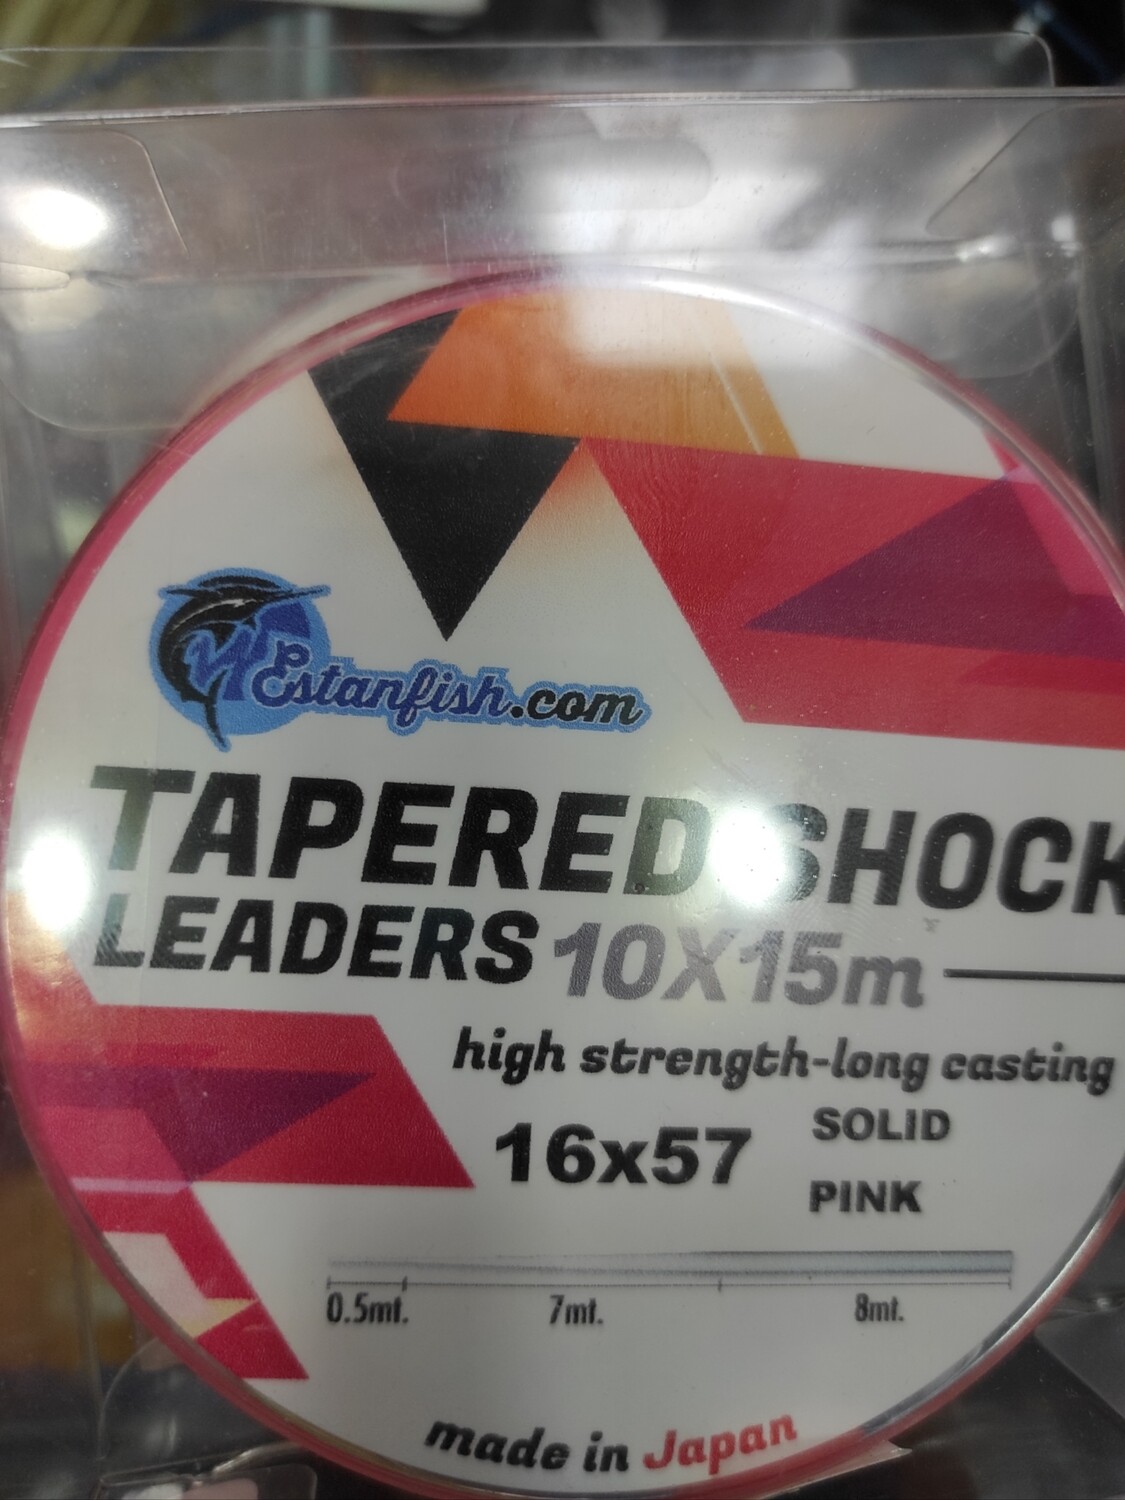 WEstanfish.com
TAPERED SHOCK
LEADERS 10X15m
high strength-long casting
16x57 SOLID
PINK
0.5mt. 7mt. 8mt.
made in Japan